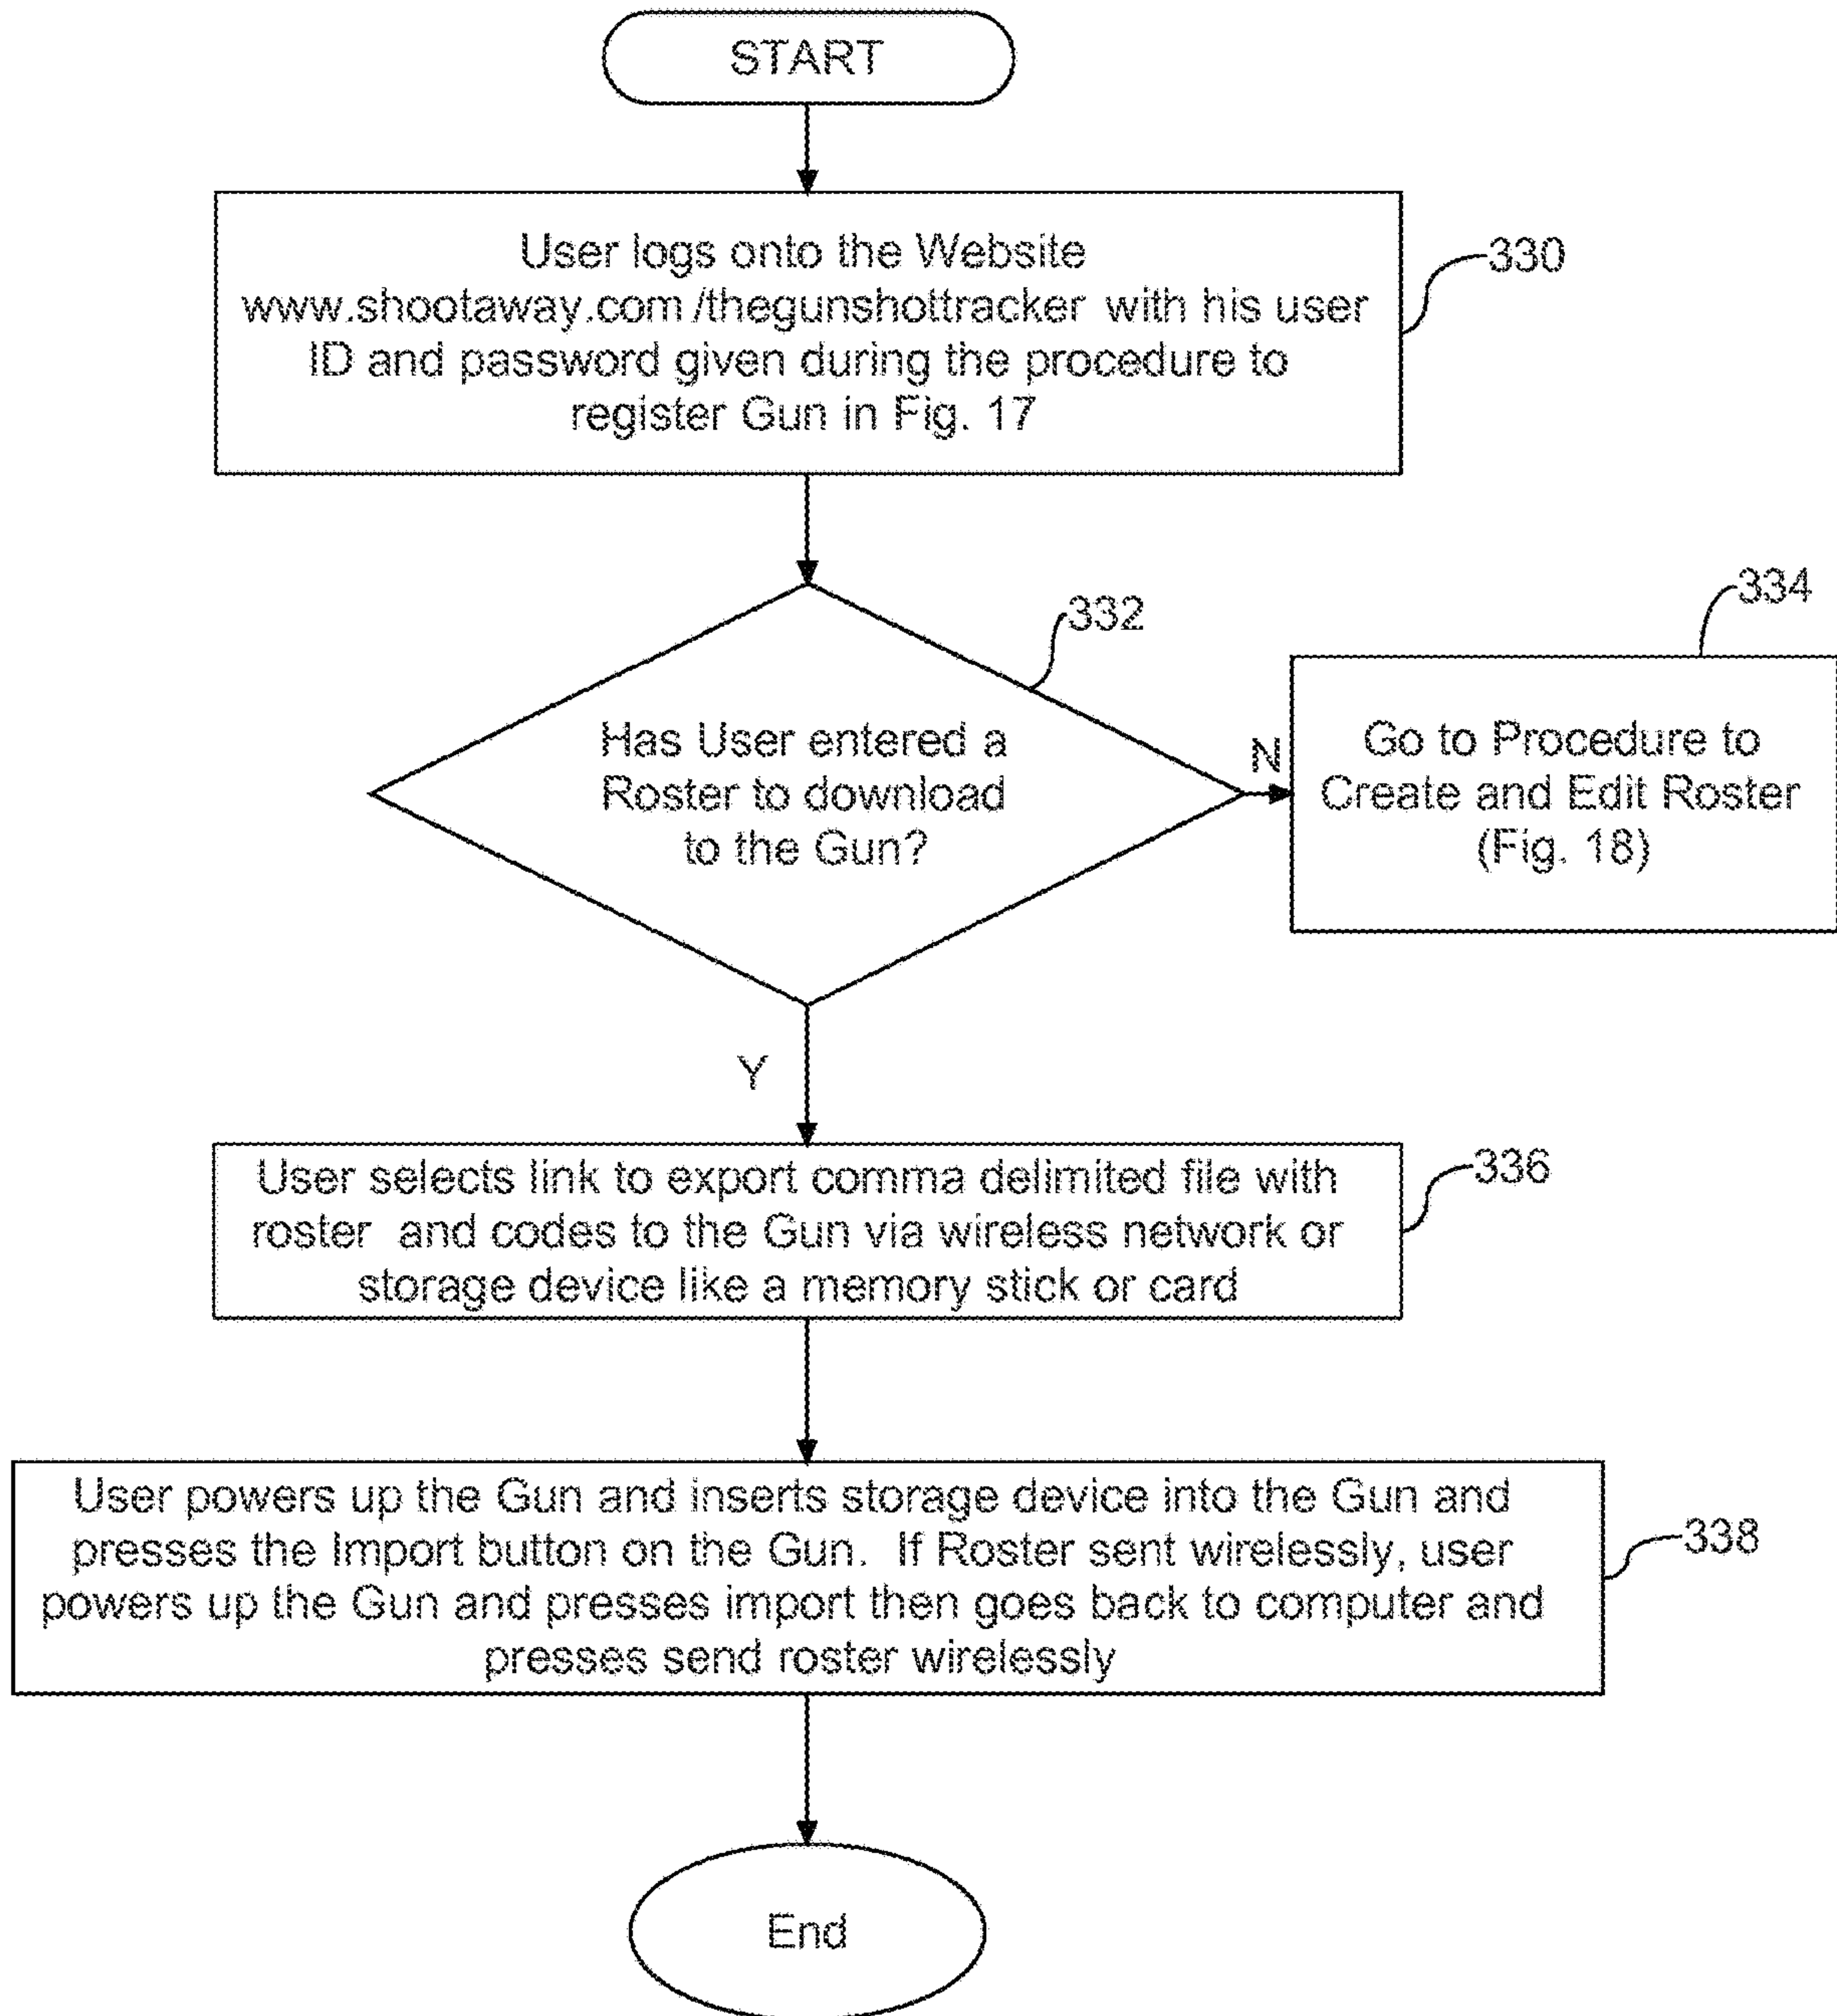 START
User logs onto the Website
www.shootaway.com/thegunshottracker with his user
ID and password given during the procedure to
register Gun in Fig. 17
330
332
334
Has User entered a
Roster to download
to the Gun?
N
Go to Procedure to
Create and Edit Roster
(Fig. 18)
Y
User selects link to export comma delimited file with
roster and codes to the Gun via wireless network or
storage device like a memory stick or card
336
User powers up the Gun and inserts storage device into the Gun and
presses the Import button on the Gun. If Roster sent wirelessly, user
powers up the Gun and presses import then goes back to computer and
presses send roster wirelessly
338
End